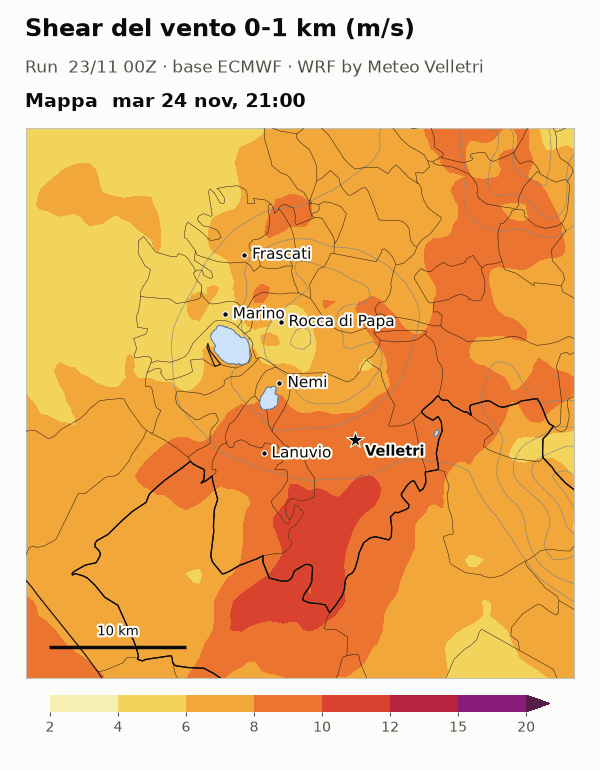 Shear del vento 0-1 km (m/s)
Run  23/11 00Z · base ECMWF · WRF by Meteo Velletri
Mappa  mar 24 nov, 21:00
Frascati
Marino
Rocca di Papa
Nemi
Velletri
Lanuvio
10 km
2 4 6 8 10 12 15 20